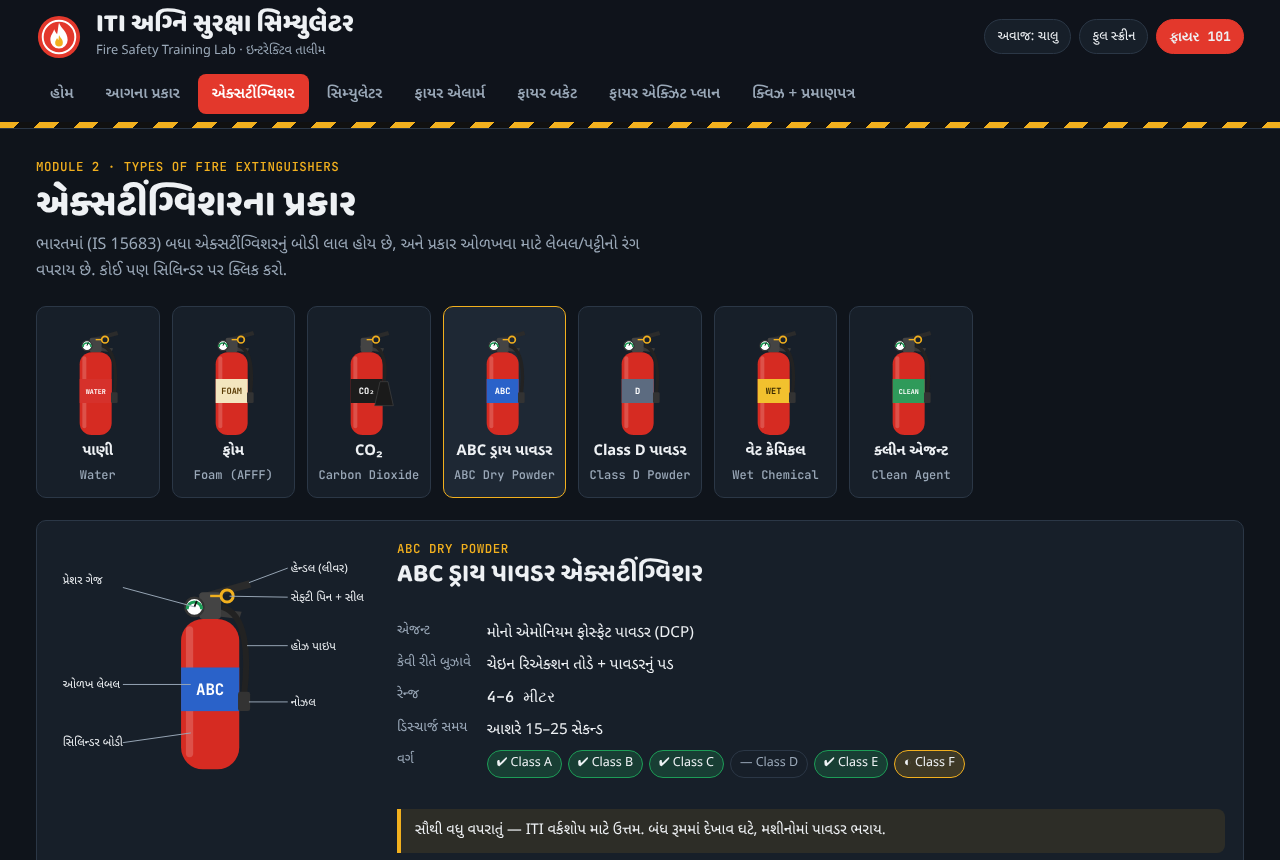 ITI અગ્નિ સુરક્ષા સિમ્યુલેટર
Fire Safety Training Lab · ઇન્ટરેક્ટિવ તાલીમ
અવાજ: ચાલુ
ફુલ સ્ક્રીન
ફાયર 101
હોમ
આગના પ્રકાર
એક્સટીંગ્વિશર
સિમ્યુલેટર
ફાયર એલાર્મ
ફાયર બકેટ
ફાયર એક્ઝિટ પ્લાન
ક્વિઝ + પ્રમાણપત્ર
MODULE 2 · TYPES OF FIRE EXTINGUISHERS
એક્સટીંગ્વિશરના પ્રકાર
ભારતમાં (IS 15683) બધા એક્સટીંગ્વિશરનું બોડી લાલ હોય છે, અને પ્રકાર ઓળખવા માટે લેબલ/પટ્ટીનો રંગ
વપરાય છે. કોઈ પણ સિલિન્ડર પર ક્લિક કરો.
WATER
પાણી
Water
FOAM
ફોમ
Foam (AFFF)
CO₂
CO₂
Carbon Dioxide
ABC
ABC ડ્રાય પાવડર
ABC Dry Powder
D
Class D પાવડર
Class D Powder
WET
વેટ કેમિકલ
Wet Chemical
CLEAN
ક્લીન એજન્ટ
Clean Agent
પ્રેશર ગેજ
હેન્ડલ (લીવર)
સેફ્ટી પિન + સીલ
હોઝ પાઇપ
ઓળખ લેબલ
ABC
નોઝલ
સિલિન્ડર બોડી
ABC DRY POWDER
ABC ડ્રાય પાવડર એક્સટીંગ્વિશર
એજન્ટ
મોનો એમોનિયમ ફોસ્ફેટ પાવડર (DCP)
કેવી રીતે બુઝાવે
ચેઇન રિએક્શન તોડે + પાવડરનું પડ
રેન્જ
4–6 મીટર
ડિસ્ચાર્જ સમય
આશરે 15–25 સેકન્ડ
વર્ગ
✔ Class A
✔ Class B
✔ Class C
— Class D
✔ Class E
◐ Class F
સૌથી વધુ વપરાતું — ITI વર્કશોપ માટે ઉત્તમ. બંધ રૂમમાં દેખાવ ઘટે, મશીનોમાં પાવડર ભરાય.